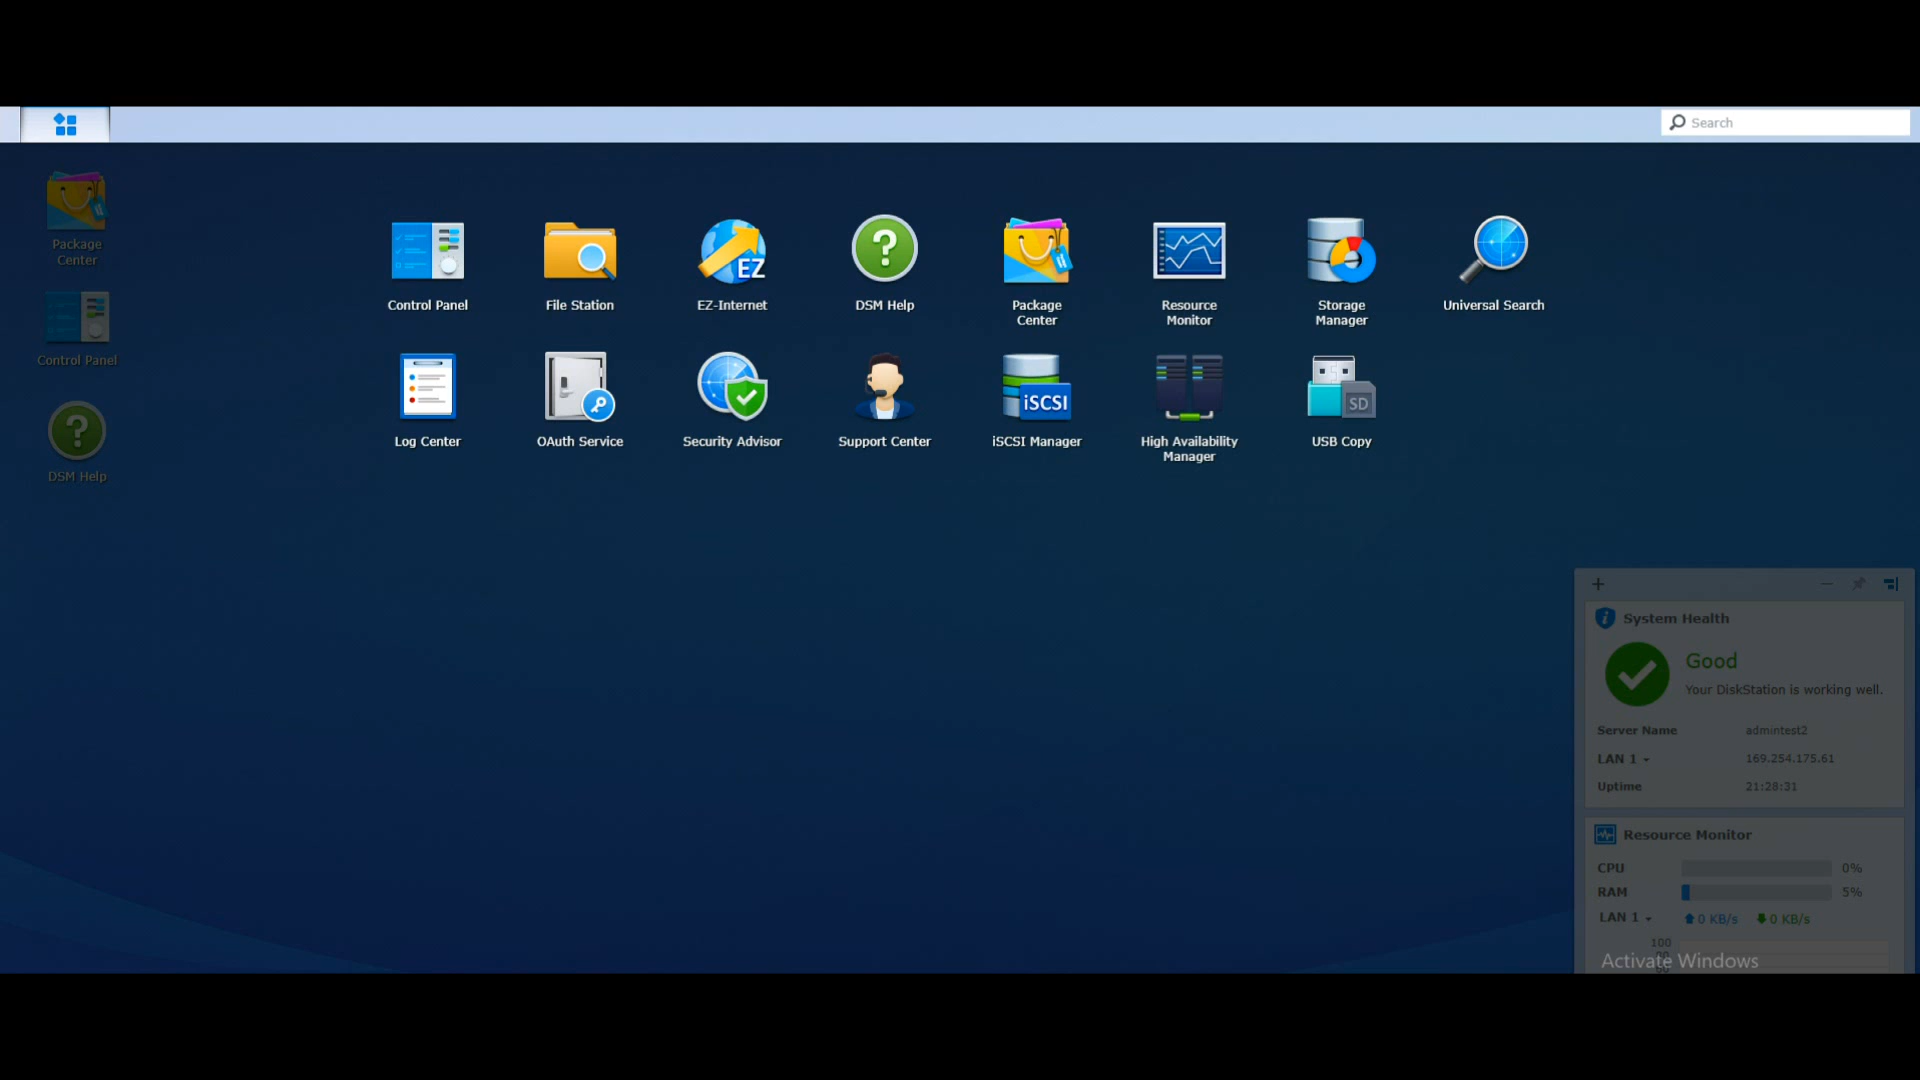 Search
Package
Center
Control Panel
DSM Help
Control Panel
File Station
EZ
EZ-Internet
DSM Help
Package
Center
Resource
Monitor
Storage
Manager
Universal Search
Log Center
OAuth Service
Security Advisor
Support Center
iSCSI
iSCSI Manager
High Availability
Manager
SD
USB Copy
System Health
Good
Your DiskStation is working well.
Server Name admintest2
LAN 1 169.254.175.61
Uptime 21:28:31
Resource Monitor
CPU 0%
RAM 5%
LAN 1 0 KB/s 0 KB/s
100
Activate Windows